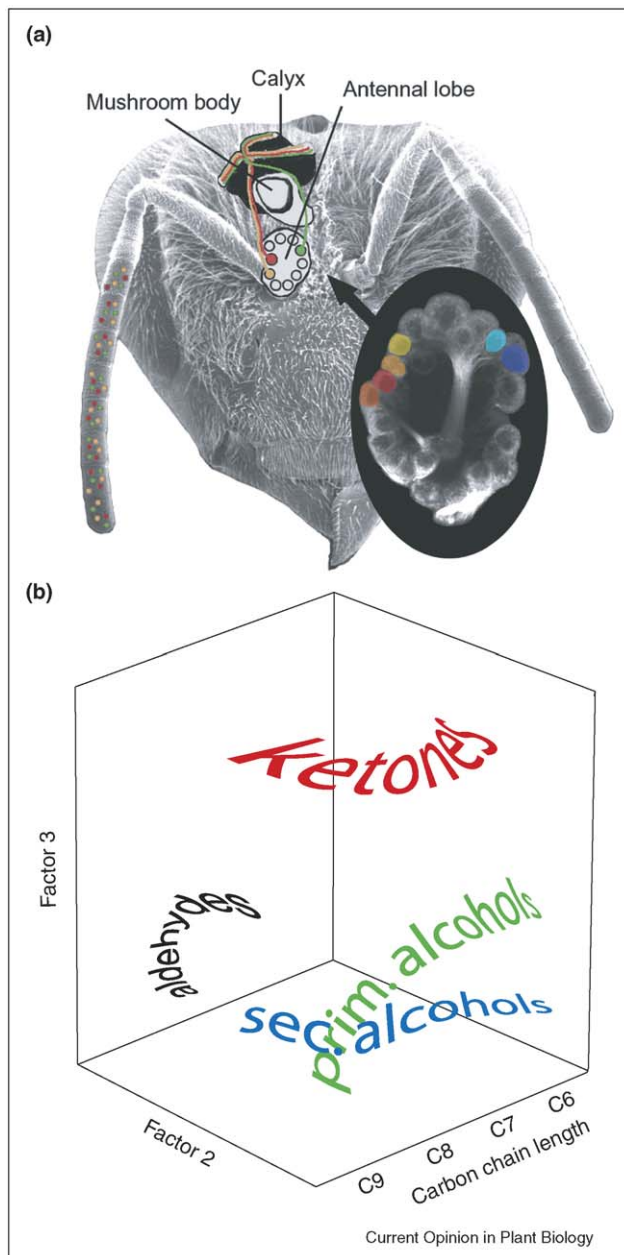 (a)
Calyx
Mushroom body
Antennal lobe
(b)
Factor 3
ketones
aldehydes
prim. alcohols
sec. alcohols
Factor 2
C9
C8
C7
C6
Carbon chain length
Current Opinion in Plant Biology